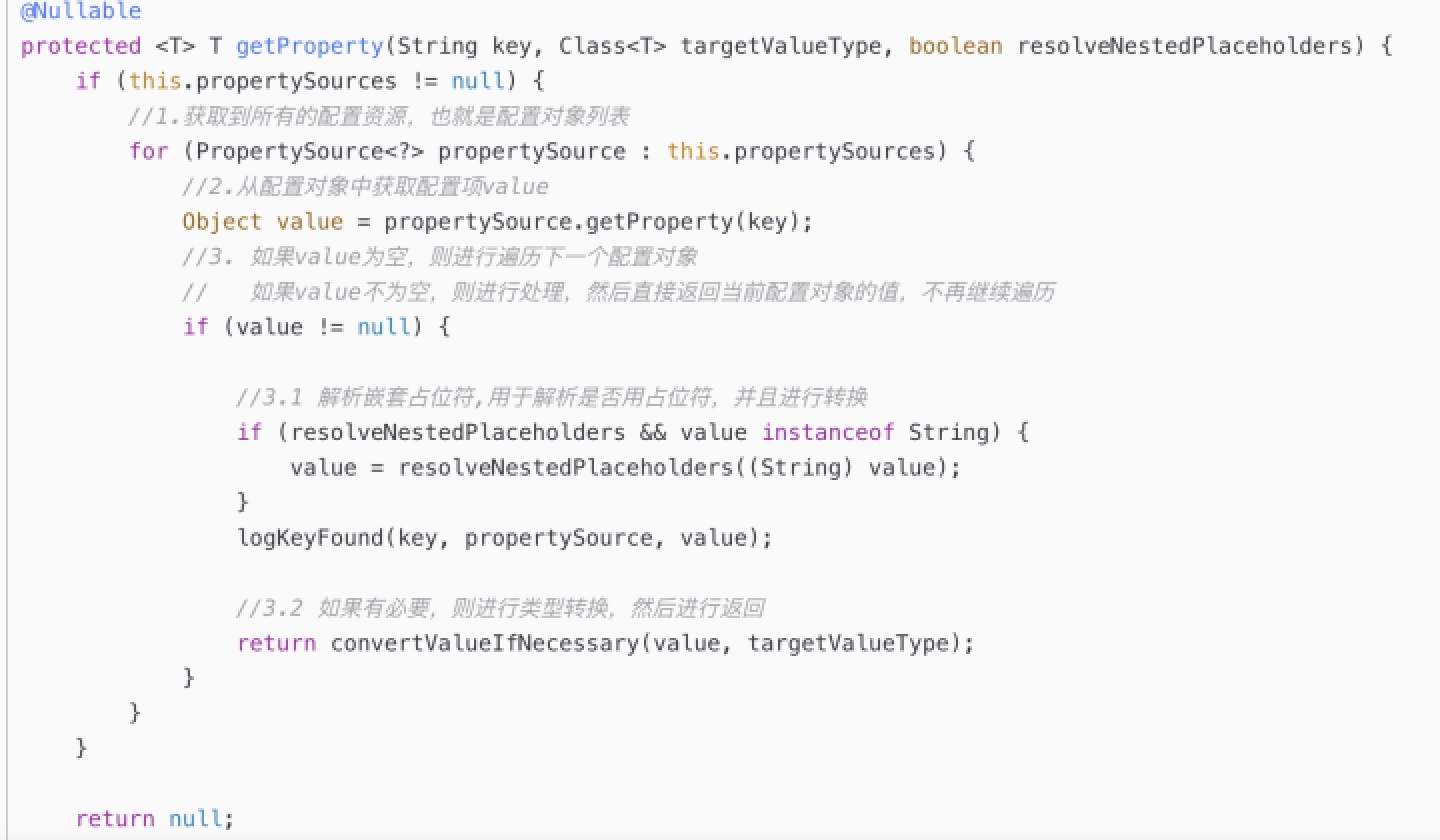 @Nullable
protected <T> T getProperty(String key, Class<T> targetValueType, boolean resolveNestedPlaceholders) {
    if (this.propertySources != null) {
        //1.获取到所有的配置资源，也就是配置对象列表
        for (PropertySource<?> propertySource : this.propertySources) {
            //2.从配置对象中获取配置项value
            Object value = propertySource.getProperty(key);
            //3. 如果value为空，则进行遍历下一个配置对象
            //   如果value不为空，则进行处理，然后直接返回当前配置对象的值，不再继续遍历
            if (value != null) {
                //3.1 解析嵌套占位符,用于解析是否用占位符，并且进行转换
                if (resolveNestedPlaceholders && value instanceof String) {
                    value = resolveNestedPlaceholders((String) value);
                }
                logKeyFound(key, propertySource, value);
                //3.2 如果有必要，则进行类型转换，然后进行返回
                return convertValueIfNecessary(value, targetValueType);
            }
        }
    }
    return null;